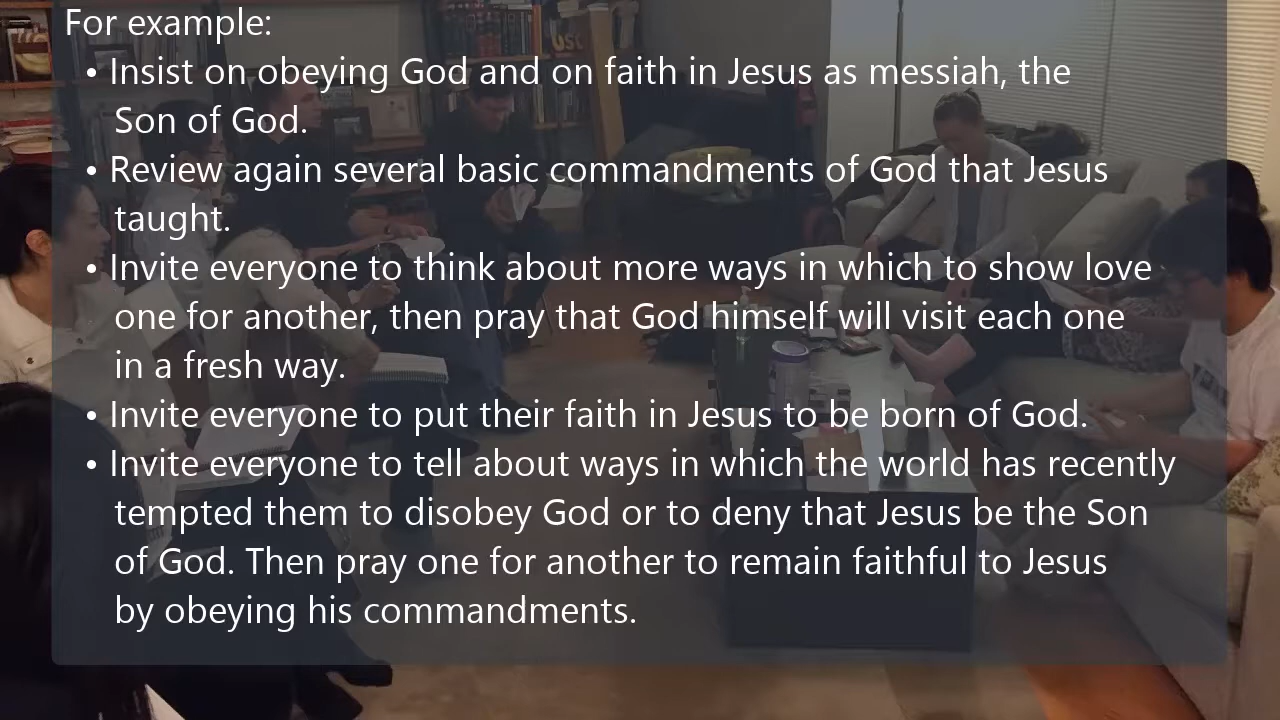 For example:
• Insist on obeying God and on faith in Jesus as messiah, the
Son of God.
• Review again several basic commandments of God that Jesus
taught.
• Invite everyone to think about more ways in which to show love
one for another, then pray that God himself will visit each one
in a fresh way.
• Invite everyone to put their faith in Jesus to be born of God.
• Invite everyone to tell about ways in which the world has recently
tempted them to disobey God or to deny that Jesus be the Son
of God. Then pray one for another to remain faithful to Jesus
by obeying his commandments.